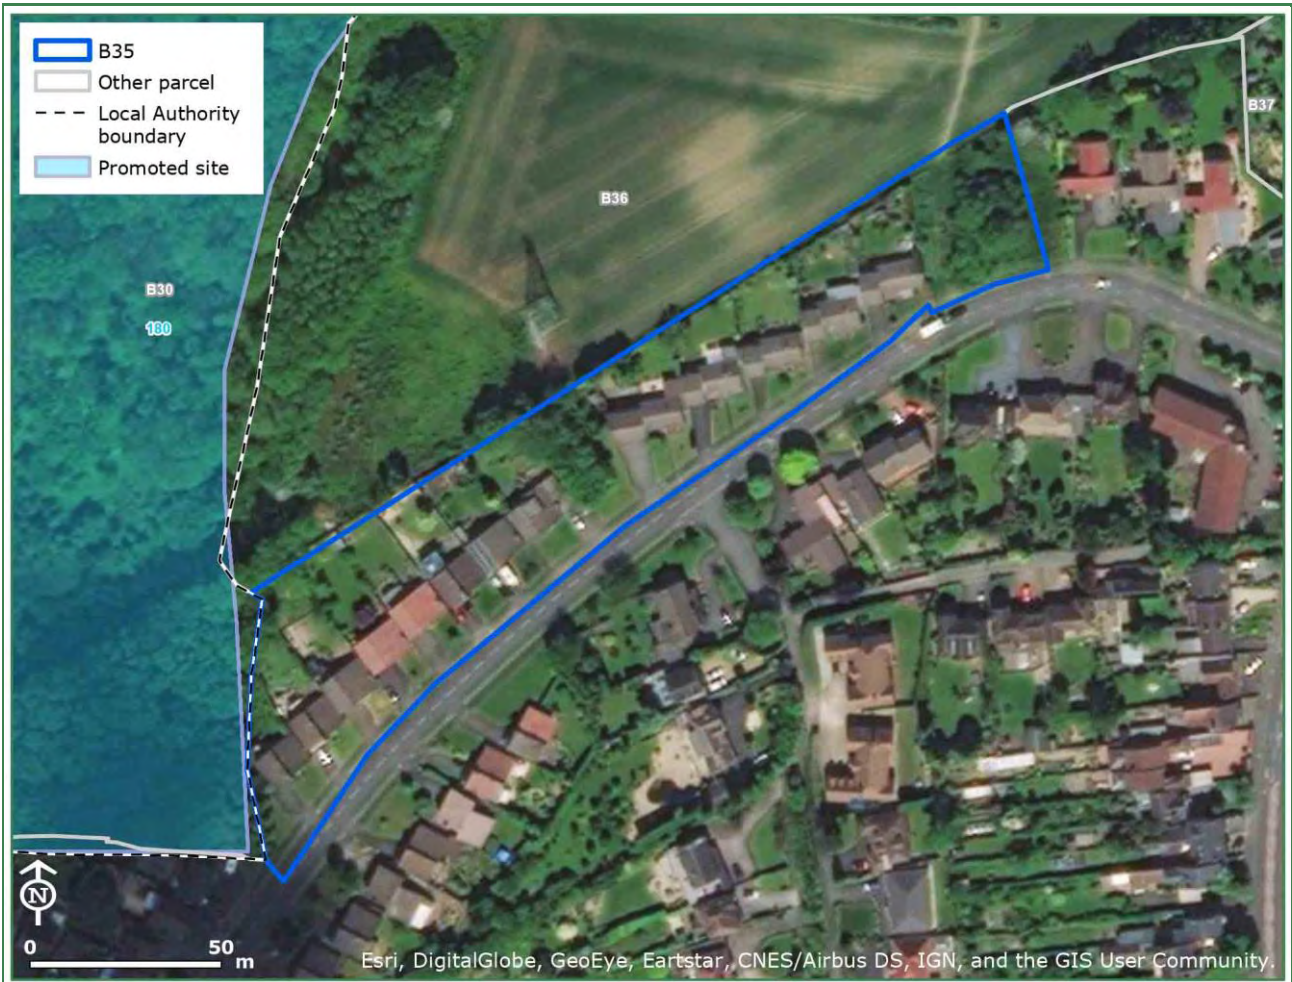 B35
Other parcel
Local Authority
boundary
Promoted site
B37
B36
B30
180
N
0 50 m
Esri, DigitalGlobe, GeoEye, Eartstar, CNES/Airbus DS, IGN, and the GIS User Community.